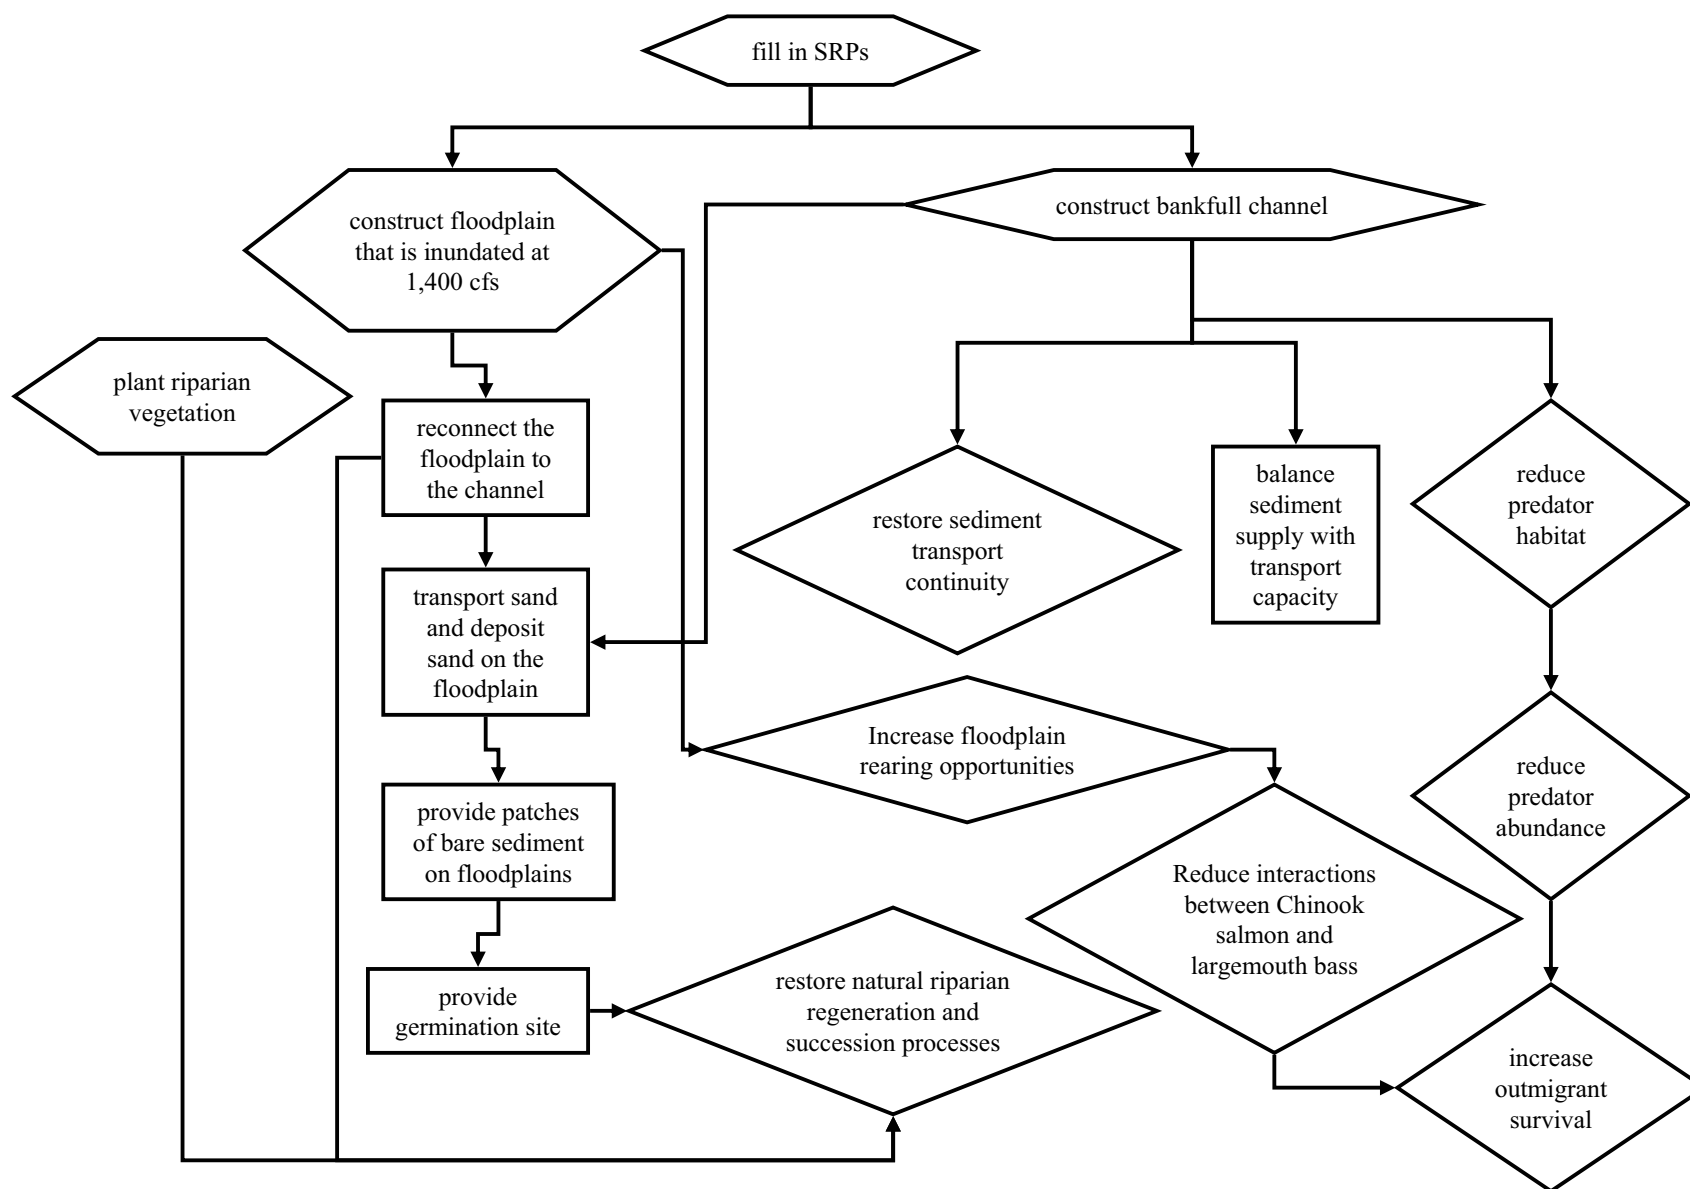 fill in SRPs
construct floodplain
that is inundated at
1,400 cfs
construct bankfull channel
plant riparian
vegetation
reconnect the
floodplain to
the channel
restore sediment
transport
continuity
balance
sediment
supply with
transport
capacity
reduce
predator
habitat
transport sand
and deposit
sand on the
floodplain
Increase floodplain
rearing opportunities
reduce
predator
abundance
provide patches
of bare sediment
on floodplains
Reduce interactions
between Chinook
salmon and
largemouth bass
provide
germination site
restore natural riparian
regeneration and
succession processes
increase
outmigrant
survival